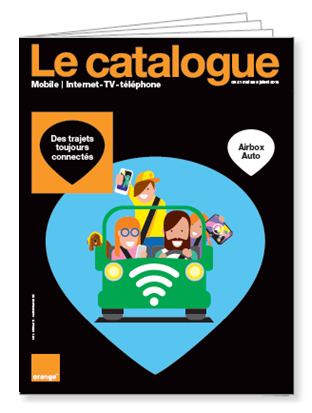 Le catalogue
Mobile | Internet-TV-téléphone
Des trajets
toujours
connectés
Airbox
Auto
orange